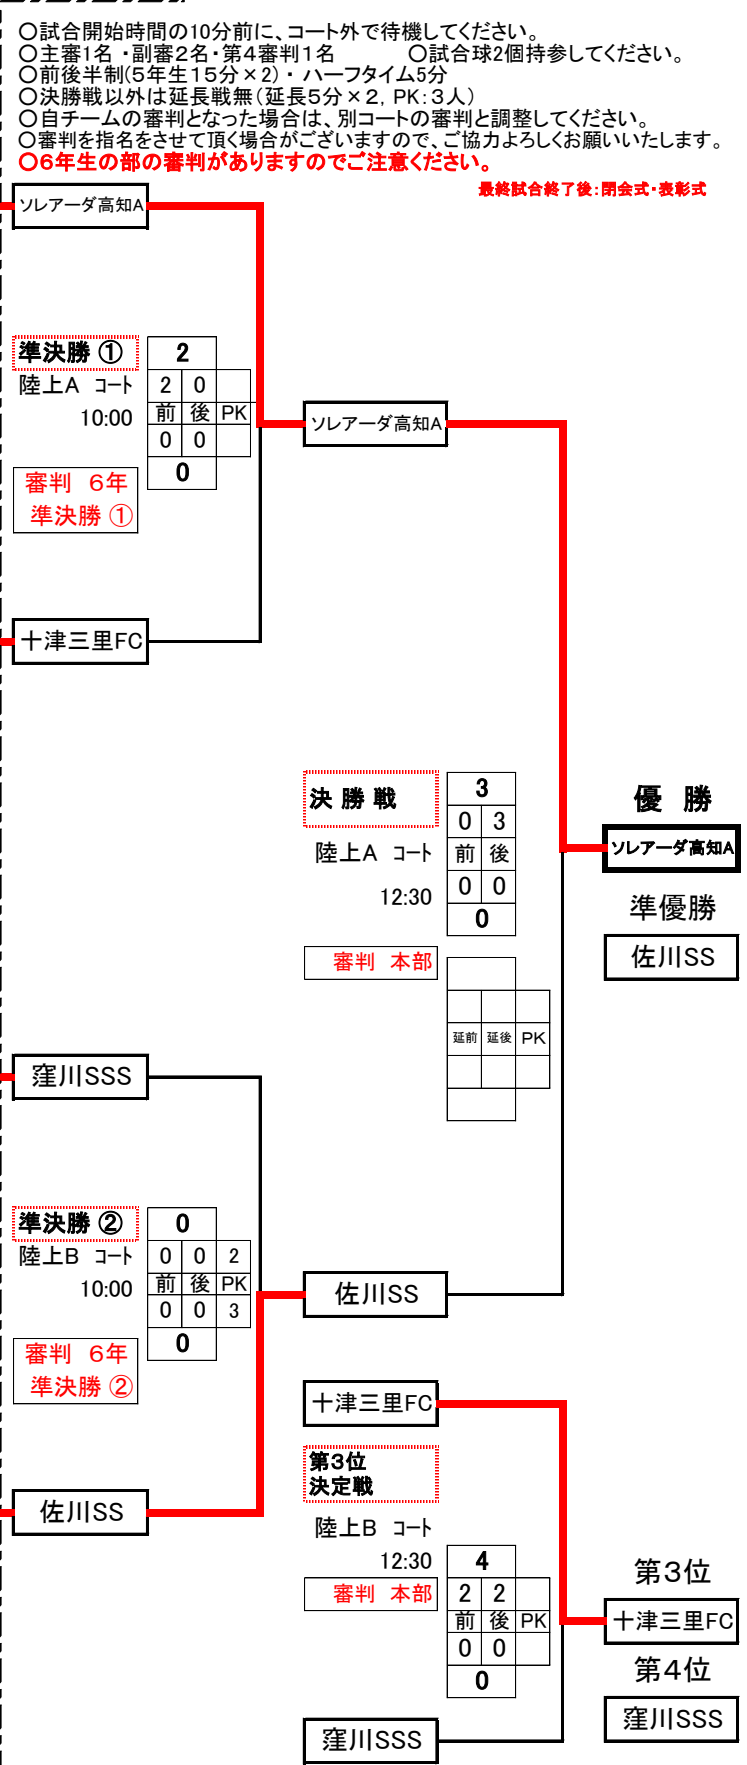 ○試合開始時間の10分前に、コート外で待機してください。
○主審1名・副審2名・第4審判1名　　○試合球2個持参してください。
○前後半制(5年生15分×2)・ハーフタイム5分
○決勝戦以外は延長戦無(延長5分×2, PK:3人)
○自チームの審判となった場合は、別コートの審判と調整してください。
○審判を指名をさせて頂く場合がございますので、ご協力よろしくお願いいたします。
○6年生の部の審判がありますのでご注意ください。
最終試合終了後:閉会式・表彰式
ソレアーダ高知A
準決勝 ①
陸上A コート
10:00
審判 6年
準決勝 ①
2
2 0
前 後 PK
0 0
0
ソレアーダ高知A
十津三里FC
決 勝 戦
陸上A コート
12:30
審判 本部
3
0 3
前 後
0 0
0
延前 延後 PK
優 勝
ソレアーダ高知A
準優勝
佐川SS
窪川SSS
準決勝 ②
陸上B コート
10:00
審判 6年
準決勝 ②
0
0 0 2
前 後 PK
0 0 3
0
佐川SS
佐川SS
十津三里FC
第3位
決定戦
陸上B コート
12:30
審判 本部
4
2 2
前 後 PK
0 0
0
窪川SSS
第3位
十津三里FC
第4位
窪川SSS